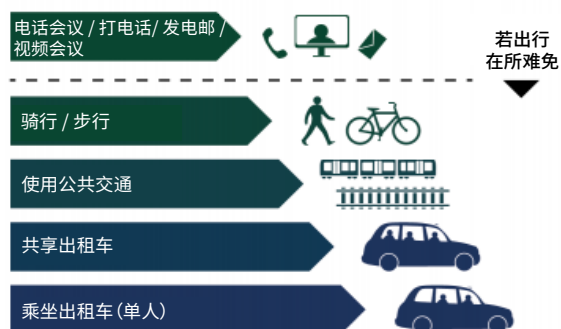 电话会议 / 打电话/ 发电邮 /
视频会议
若出行
在所难免
骑行 / 步行
使用公共交通
共享出租车
乘坐出租车(单人)